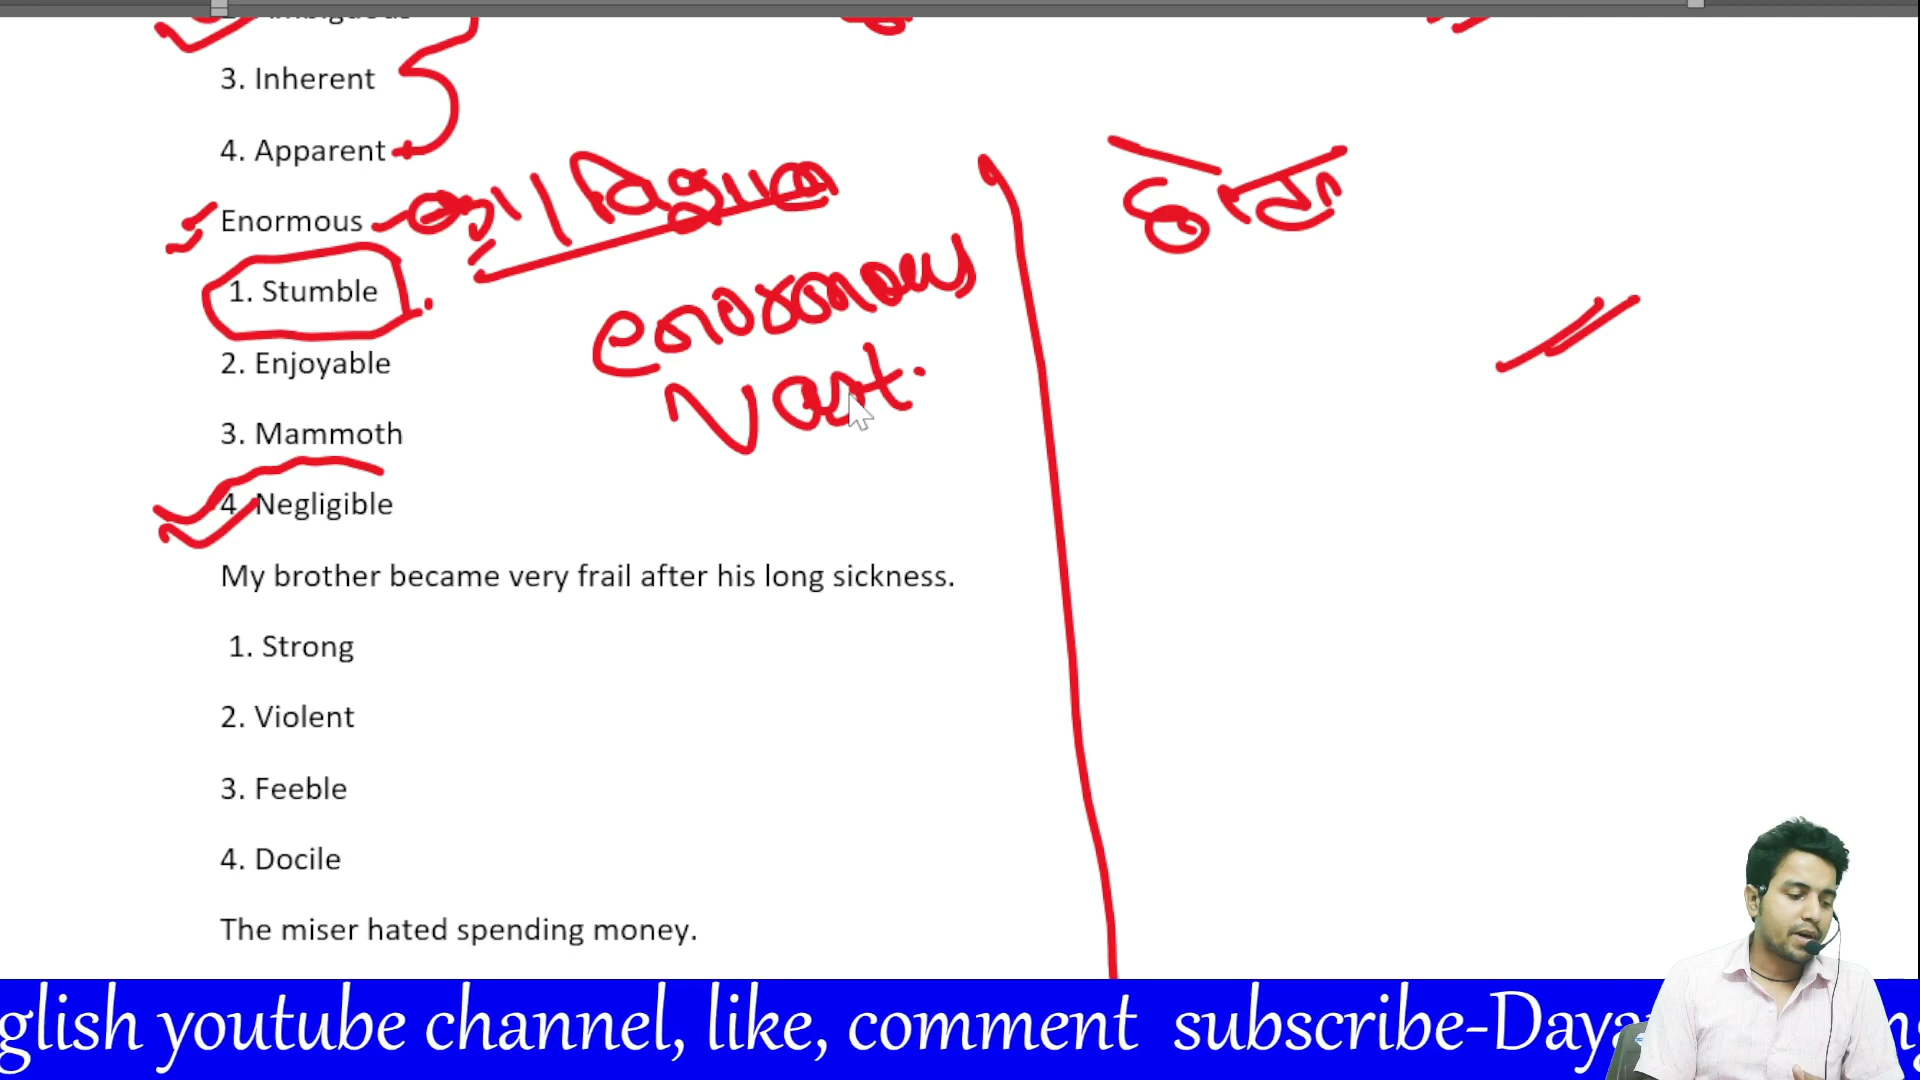 3. Inherent
4. Apparent
Enormous
1. Stumble
enormous
2. Enjoyable
Vast.
3. Mammoth
4. Negligible
My brother became very frail after his long sickness.
1. Strong
2. Violent
3. Feeble
4. Docile
The miser hated spending money.
glish youtube channel, like, comment subscribe-Daya